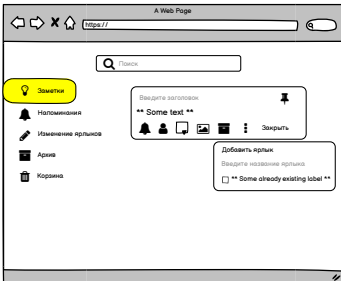 A Web Page
https://
Поиск
Заметки
Напоминания
Изменение ярлыков
Архив
Корзина
Введите заголовок
** Some text **
Закрыть
Добавить ярлык
Введите название ярлыка
** Some already existing label **